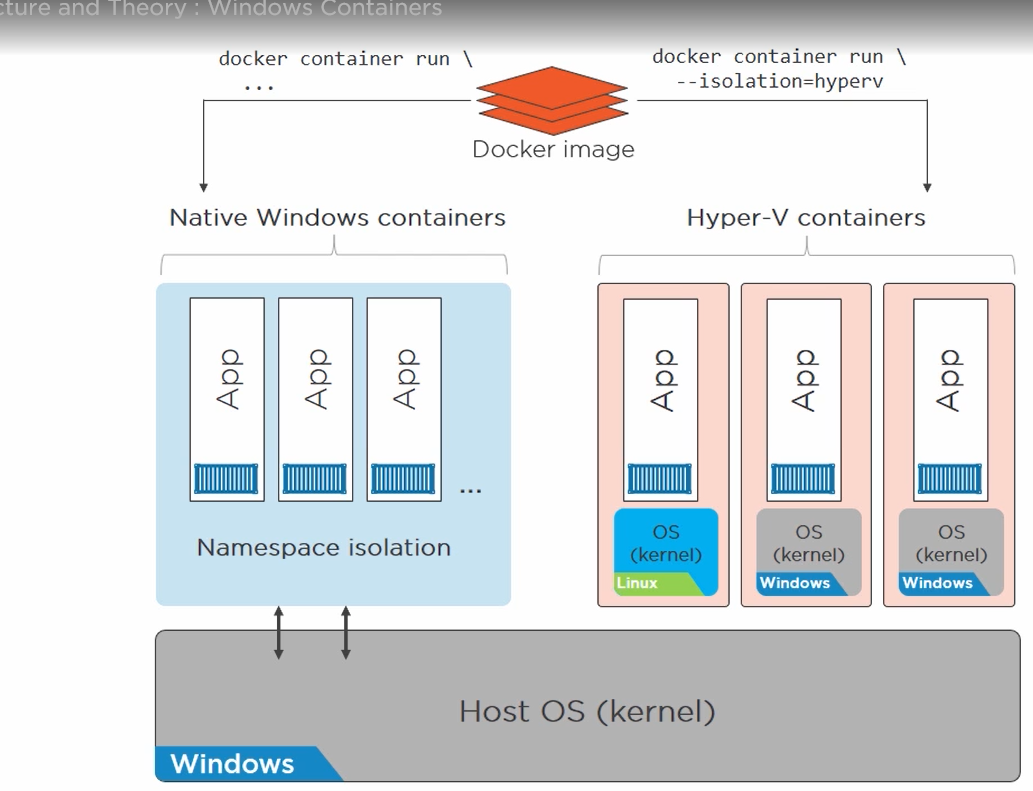 cture and Theory : Windows Containers
docker container run \
...
docker container run \
--isolation=hyperv
Docker image
Native Windows containers
Hyper-V containers
App
App
App
...
Namespace isolation
App
App
App
OS
(kernel)
Linux
OS
(kernel)
Windows
OS
(kernel)
Windows
Host OS (kernel)
Windows